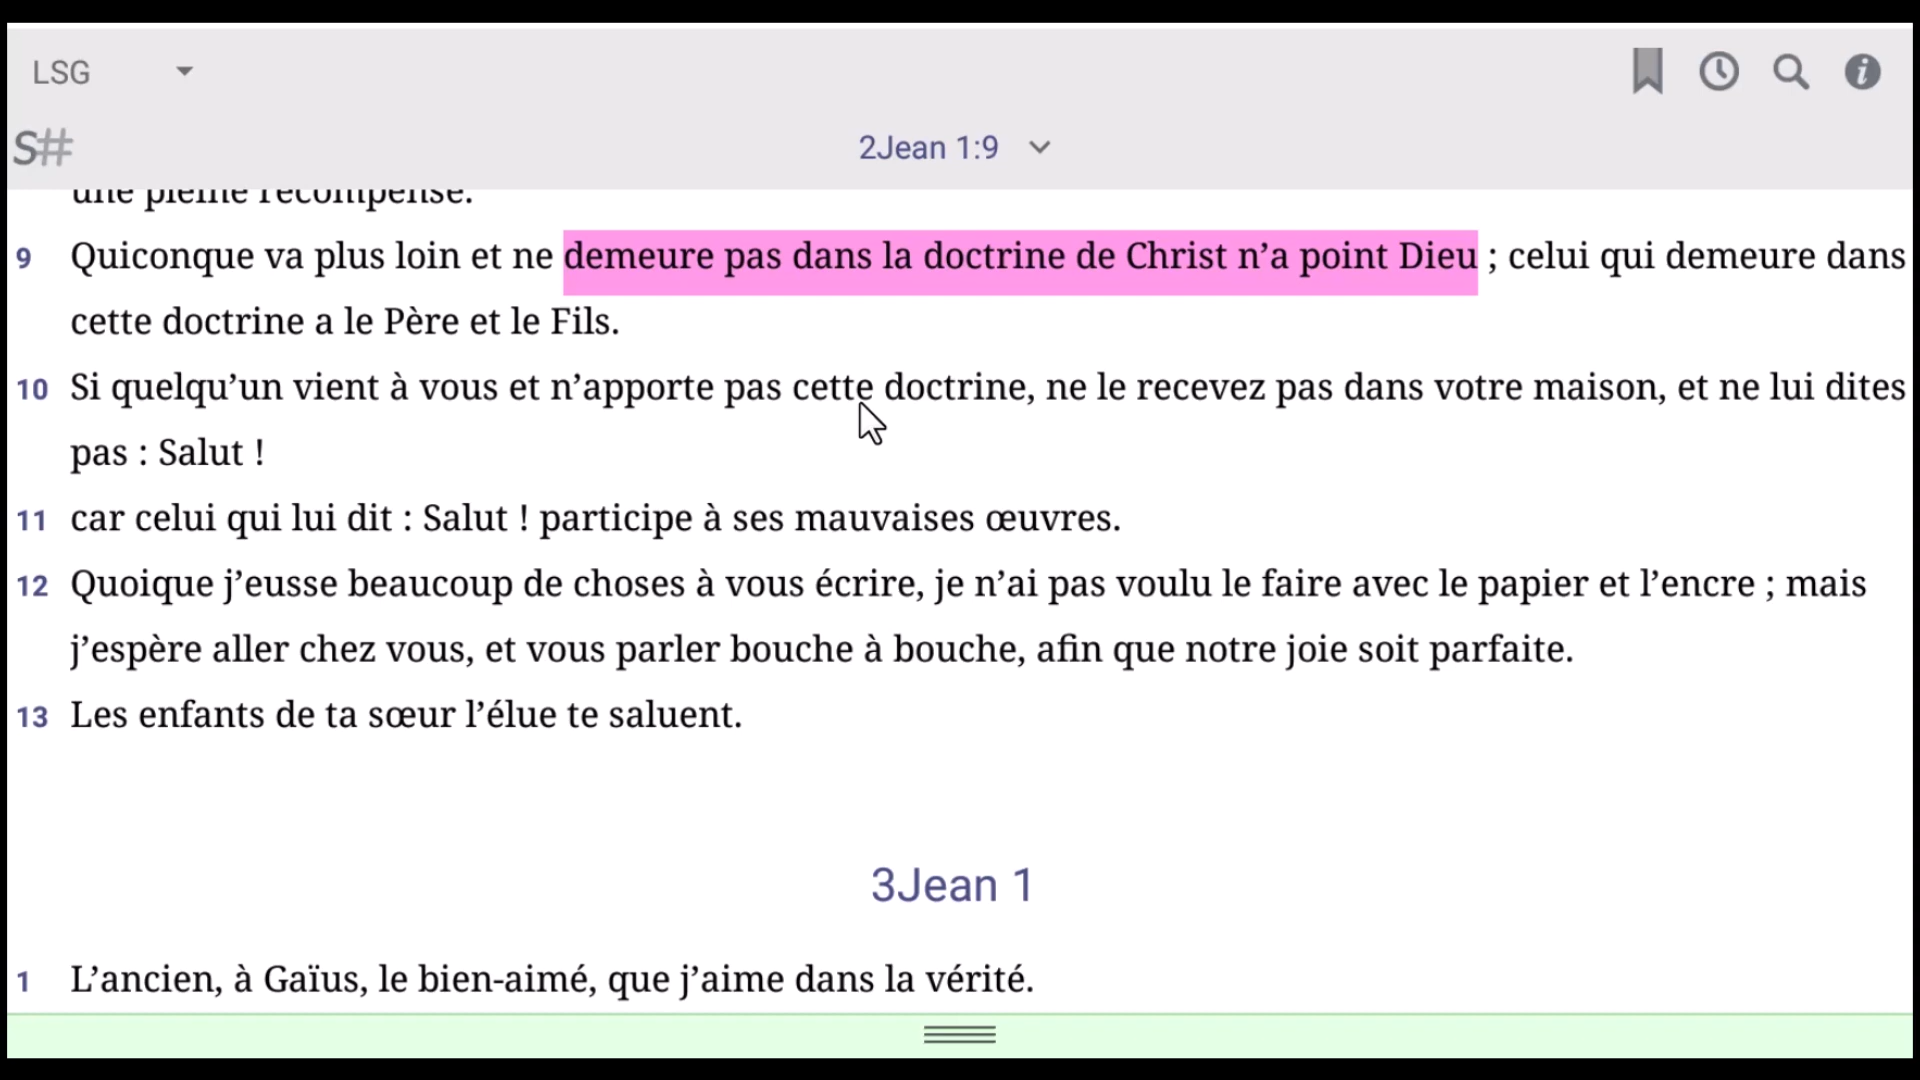 LSG
S#
2Jean 1:9
une pleine récompense.
9 Quiconque va plus loin et ne demeure pas dans la doctrine de Christ n’a point Dieu ; celui qui demeure dans
cette doctrine a le Père et le Fils.
10 Si quelqu’un vient à vous et n’apporte pas cette doctrine, ne le recevez pas dans votre maison, et ne lui dites
pas : Salut !
11 car celui qui lui dit : Salut ! participe à ses mauvaises œuvres.
12 Quoique j’eusse beaucoup de choses à vous écrire, je n’ai pas voulu le faire avec le papier et l’encre ; mais
j’espère aller chez vous, et vous parler bouche à bouche, afin que notre joie soit parfaite.
13 Les enfants de ta sœur l’élue te saluent.
3Jean 1
1 L’ancien, à Gaïus, le bien-aimé, que j’aime dans la vérité.